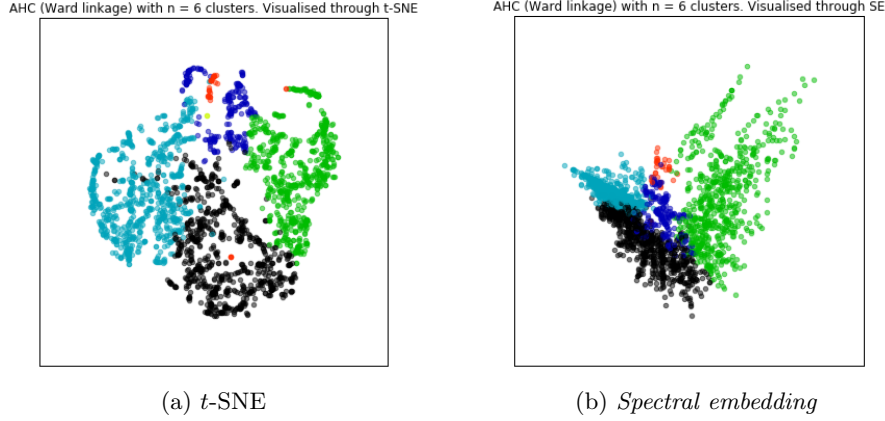 AHC (Ward linkage) with n = 6 clusters. Visualised through t-SNE
AHC (Ward linkage) with n = 6 clusters. Visualised through SE
(a) t-SNE
(b) Spectral embedding